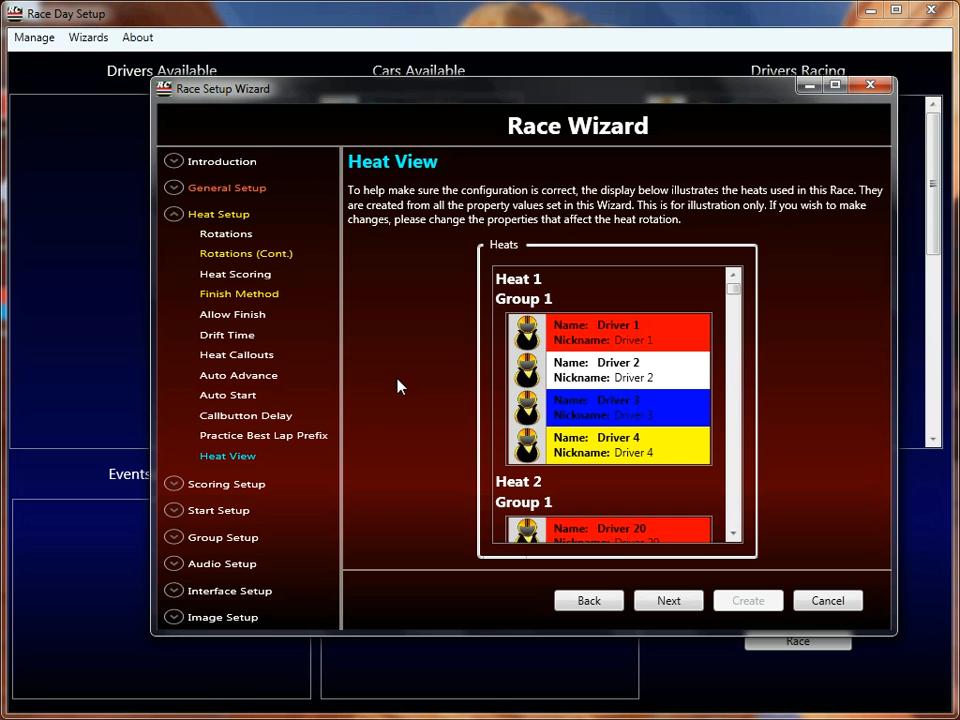 RC Race Day Setup
Manage Wizards About
Drivers Available Cars Available Drivers Racing
RC Race Setup Wizard
Race Wizard
Introduction
General Setup
Heat Setup
Rotations
Rotations (Cont.)
Heat Scoring
Finish Method
Allow Finish
Drift Time
Heat Callouts
Auto Advance
Auto Start
Callbutton Delay
Practice Best Lap Prefix
Heat View
Scoring Setup
Start Setup
Group Setup
Audio Setup
Interface Setup
Image Setup
Heat View
To help make sure the configuration is correct, the display below illustrates the heats used in this Race. They
are created from all the property values set in this Wizard. This is for illustration only. If you wish to make
changes, please change the properties that affect the heat rotation.
Heats
Heat 1
Group 1
Name: Driver 1
Nickname: Driver 1
Name: Driver 2
Nickname: Driver 2
Name: Driver 3
Nickname: Driver 3
Name: Driver 4
Nickname: Driver 4
Heat 2
Group 1
Name: Driver 20
Nickname: Driver 20
Back Next Create Cancel
Events
Race